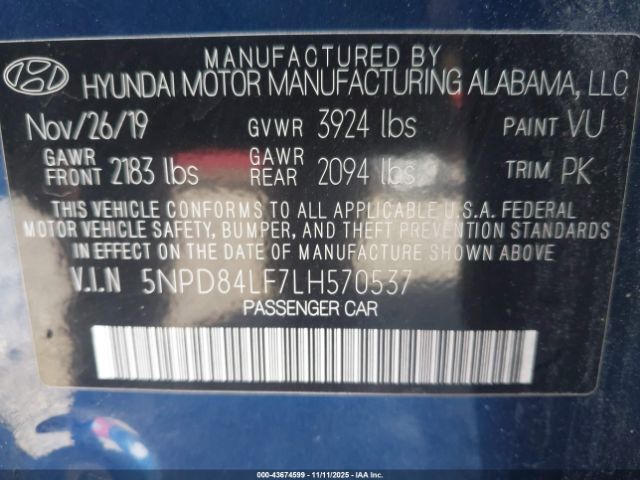 MANUFACTURED BY
HYUNDAI MOTOR MANUFACTURING ALABAMA, LLC
Nov/26/19 GVWR 3924 lbs PAINT VU
GAWR FRONT 2183 lbs GAWR REAR 2094 lbs TRIM PK
THIS VEHICLE CONFORMS TO ALL APPLICABLE U.S.A. FEDERAL
MOTOR VEHICLE SAFETY, BUMPER, AND THEFT PREVENTION STANDARDS
IN EFFECT ON THE DATE OF MANUFACTURE SHOWN ABOVE.
V.I.N 5NPD84LF7LH570537
PASSENGER CAR
000-43674599 - 11/11/2025 - IAAI.COM